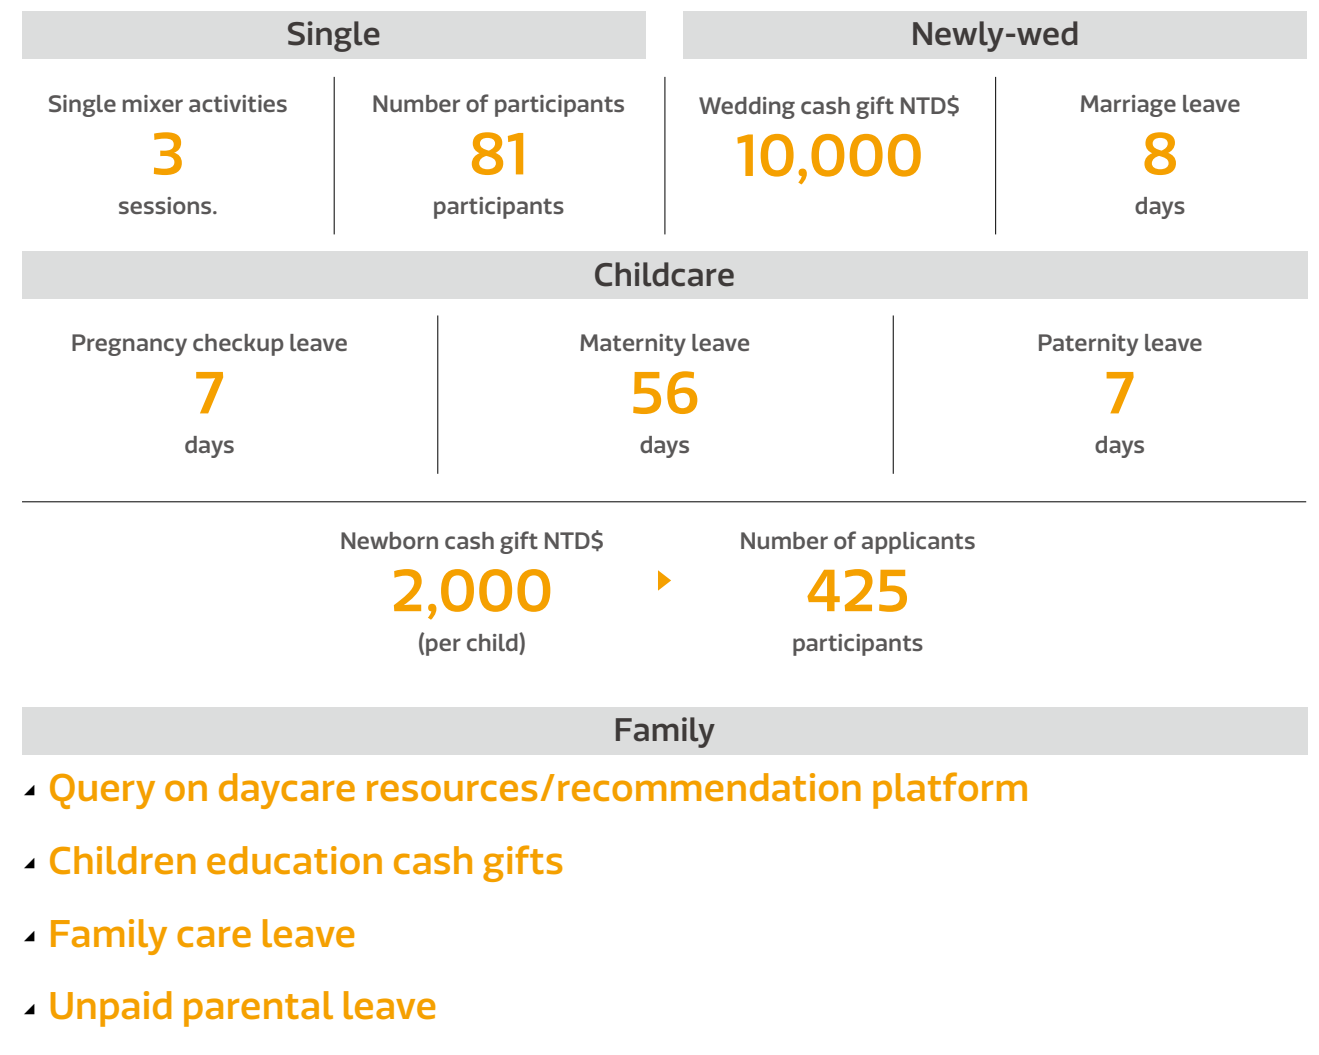 Single
Newly-wed
Single mixer activities
3
sessions.
Number of participants
81
participants
Wedding cash gift NTD$
10,000
Marriage leave
8
days
Childcare
Pregnancy checkup leave
7
days
Maternity leave
56
days
Paternity leave
7
days
Newborn cash gift NTD$
2,000
(per child)
Number of applicants
425
participants
Family
Query on daycare resources/recommendation platform
Children education cash gifts
Family care leave
Unpaid parental leave